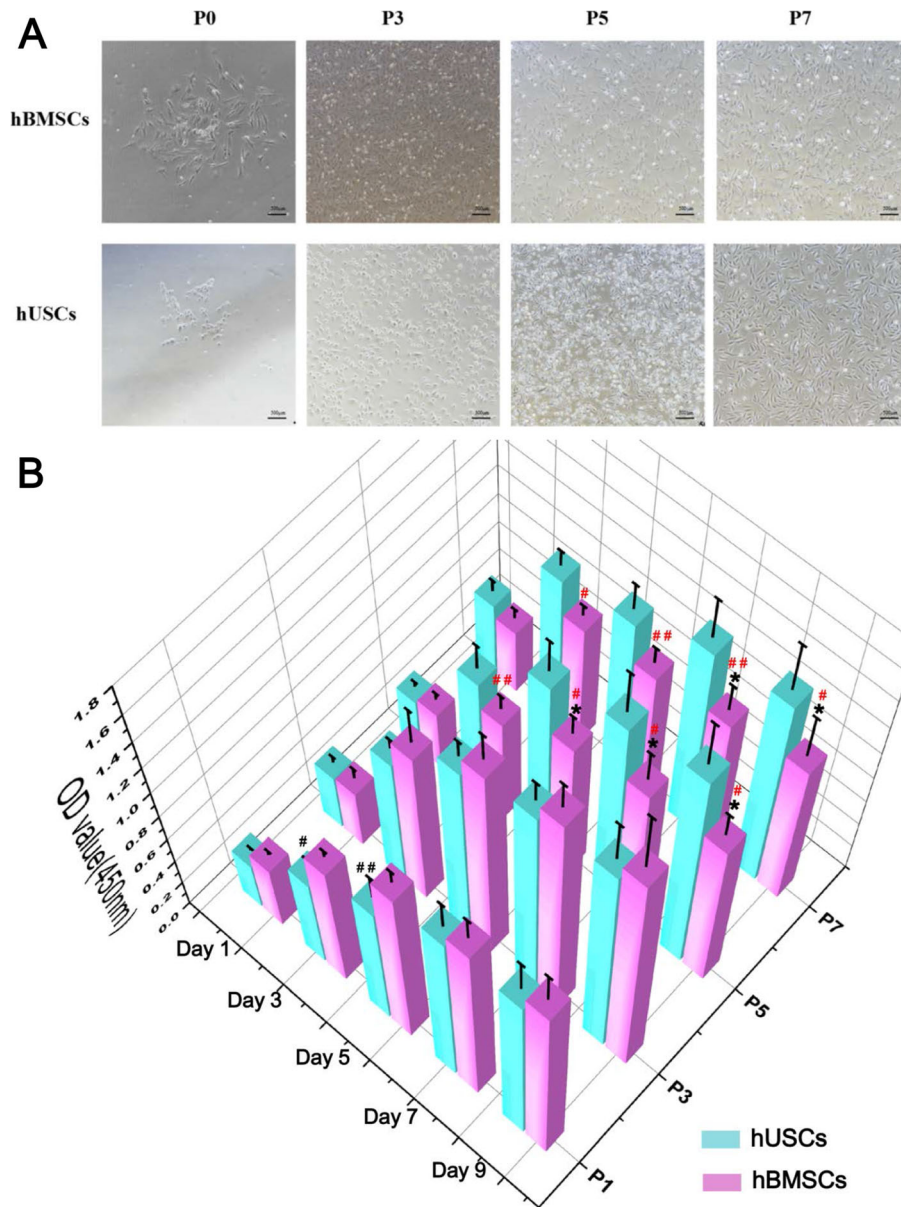 A
P0 P3 P5 P7
hBMSCs
hUSCs
B
OD value(450nm)
1.8
1.6
1.4
1.2
1.0
0.8
0.6
0.4
0.2
0.0
#
##
#
##
#
*
##
#
*
##
*
#
*
#
*
Day 1
Day 3
Day 5
Day 7
Day 9
P1
P3
P5
P7
hUSCs
hBMSCs